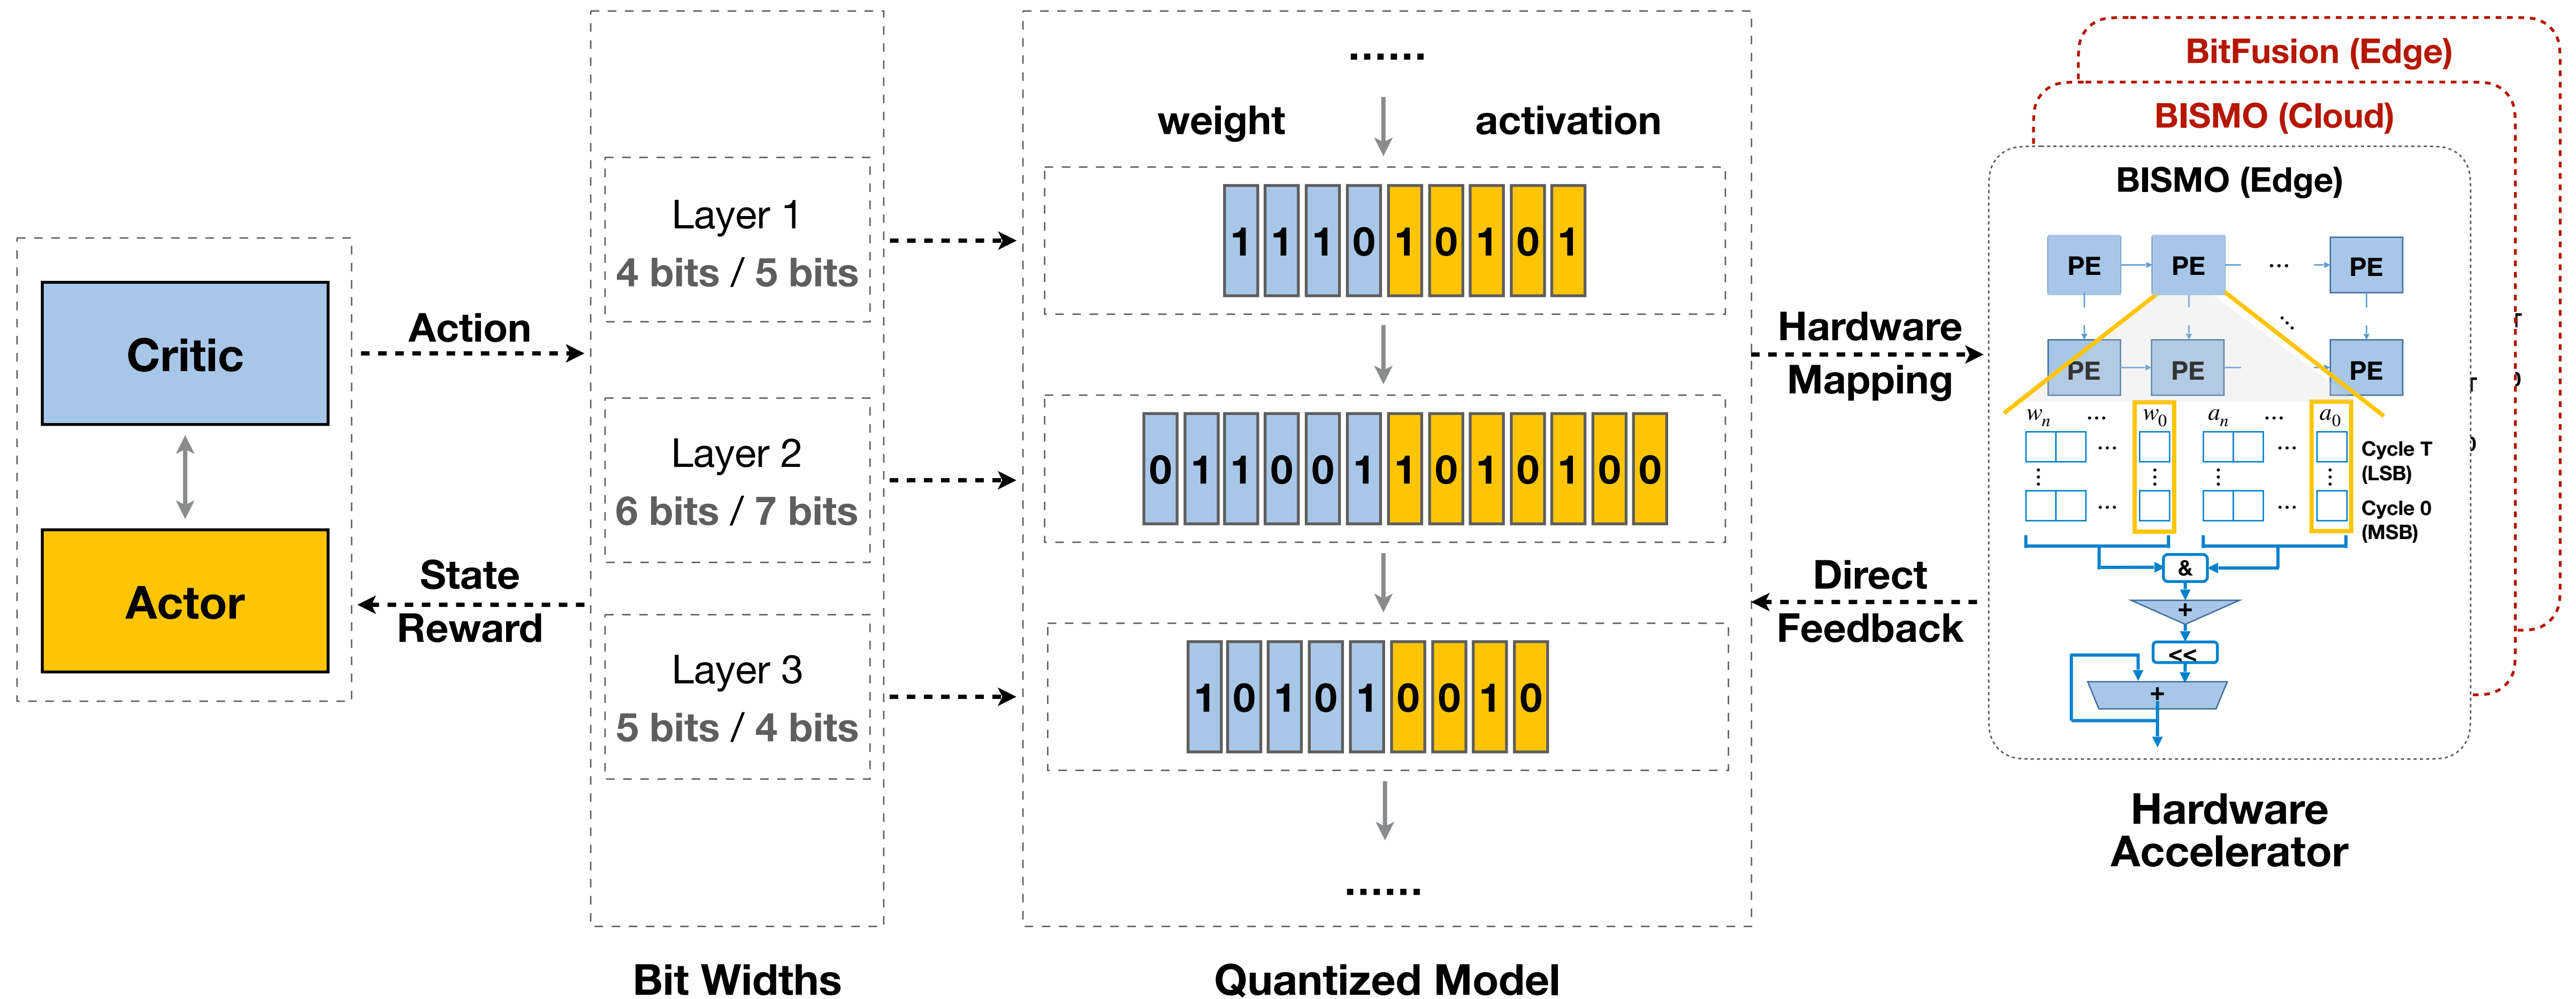 Critic
Actor
Action
State
Reward
Layer 1
4 bits / 5 bits
Layer 2
6 bits / 7 bits
Layer 3
5 bits / 4 bits
Bit Widths
......
weight
activation
1 1 1 0 1 0 1 0 1
0 1 1 0 0 1 1 0 1 0 1 0 0
1 0 1 0 1 0 0 1 0
......
Quantized Model
Hardware
Mapping
Direct
Feedback
BitFusion (Edge)
BISMO (Cloud)
BISMO (Edge)
PE PE ... PE
PE PE PE
wn ... w0 an ... a0
... ... Cycle T
(LSB)
... ... Cycle 0
(MSB)
&
+
<<
+
Hardware
Accelerator